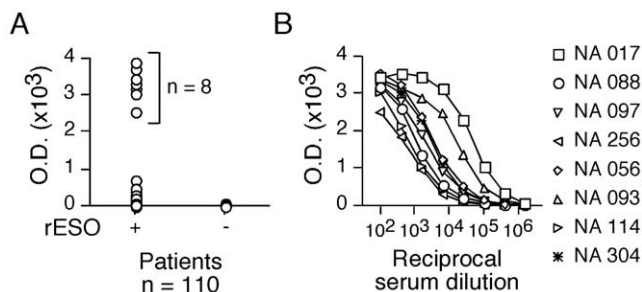 A
O.D. (x10³)
4
3
2
1
0
n = 8
rESO + -
Patients
n = 110
B
O.D. (x10³)
4
3
2
1
0
10² 10³ 10⁴ 10⁵ 10⁶
Reciprocal
serum dilution
NA 017
NA 088
NA 097
NA 256
NA 056
NA 093
NA 114
NA 304